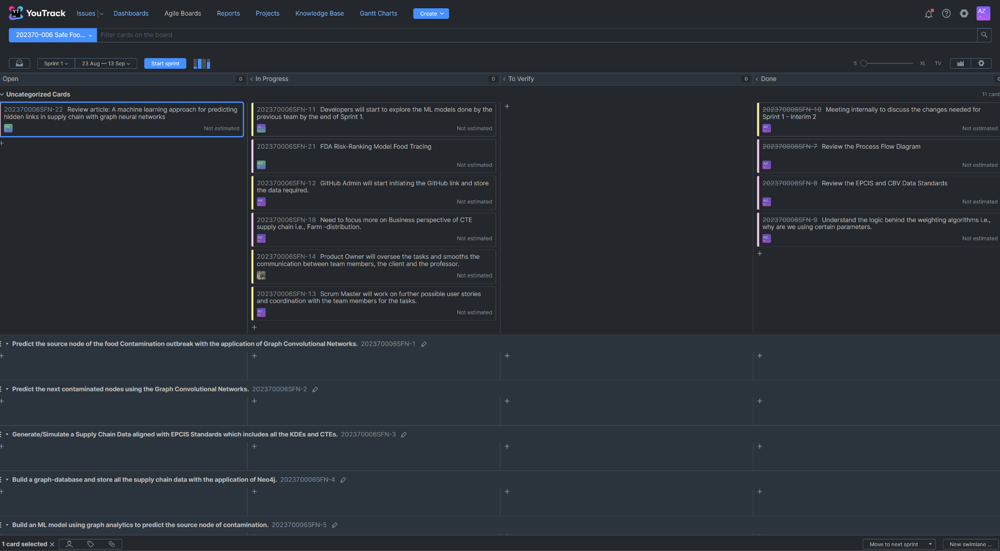 YouTrack
Issues
Dashboards
Agile Boards
Reports
Projects
Knowledge Base
Gantt Charts
Create
AZ
202370-006 Safe Foo...
Filter cards on the board
Sprint 1
23 Aug — 13 Sep
Start sprint
S
XL
TV
Open
0
In Progress
0
To Verify
0
Done
0
Uncategorized Cards
11 card
202370006SFN-22 Review article: A machine learning approach for predicting
hidden links in supply chain with graph neural networks
VK
Not estimated
202370006SFN-11 Developers will start to explore the ML models done by the
previous team by the end of Sprint 1.
JL
Not estimated
202370006SFN-21 FDA Risk-Ranking Model Food Tracing
VK
Not estimated
202370006SFN-12 GitHub Admin will start initiating the GitHub link and store
the data required.
AK
Not estimated
202370006SFN-18 Need to focus more on Business perspective of CTE
supply chain i.e., Farm -distribution.
AZ
Not estimated
202370006SFN-14 Product Owner will oversee the tasks and smooths the
communication between team members, the client and the professor.
Not estimated
202370006SFN-13 Scrum Master will work on further possible user stories
and coordination with the team members for the tasks.
AZ
Not estimated
202370006SFN-10 Meeting internally to discuss the changes needed for
Sprint 1 - Interim 2
AZ
Not estimated
202370006SFN-7 Review the Process Flow Diagram
AZ
Not estimated
202370006SFN-8 Review the EPCIS and CBV Data Standards
AZ
Not estimated
202370006SFN-9 Understand the logic behind the weighting algorithms i.e.,
why are we using certain parameters.
AZ
Not estimated
Predict the source node of the food Contamination outbreak with the application of Graph Convolutional Networks. 202370006SFN-1
Predict the next contaminated nodes using the Graph Convolutional Networks. 202370006SFN-2
Generate/Simulate a Supply Chain Data aligned with EPCIS Standards which includes all the KDEs and CTEs. 202370006SFN-3
Build a graph-database and store all the supply chain data with the application of Neo4j. 202370006SFN-4
Build an ML model using graph analytics to predict the source node of contamination. 202370006SFN-5
1 card selected
Move to next sprint
New swimlane ...